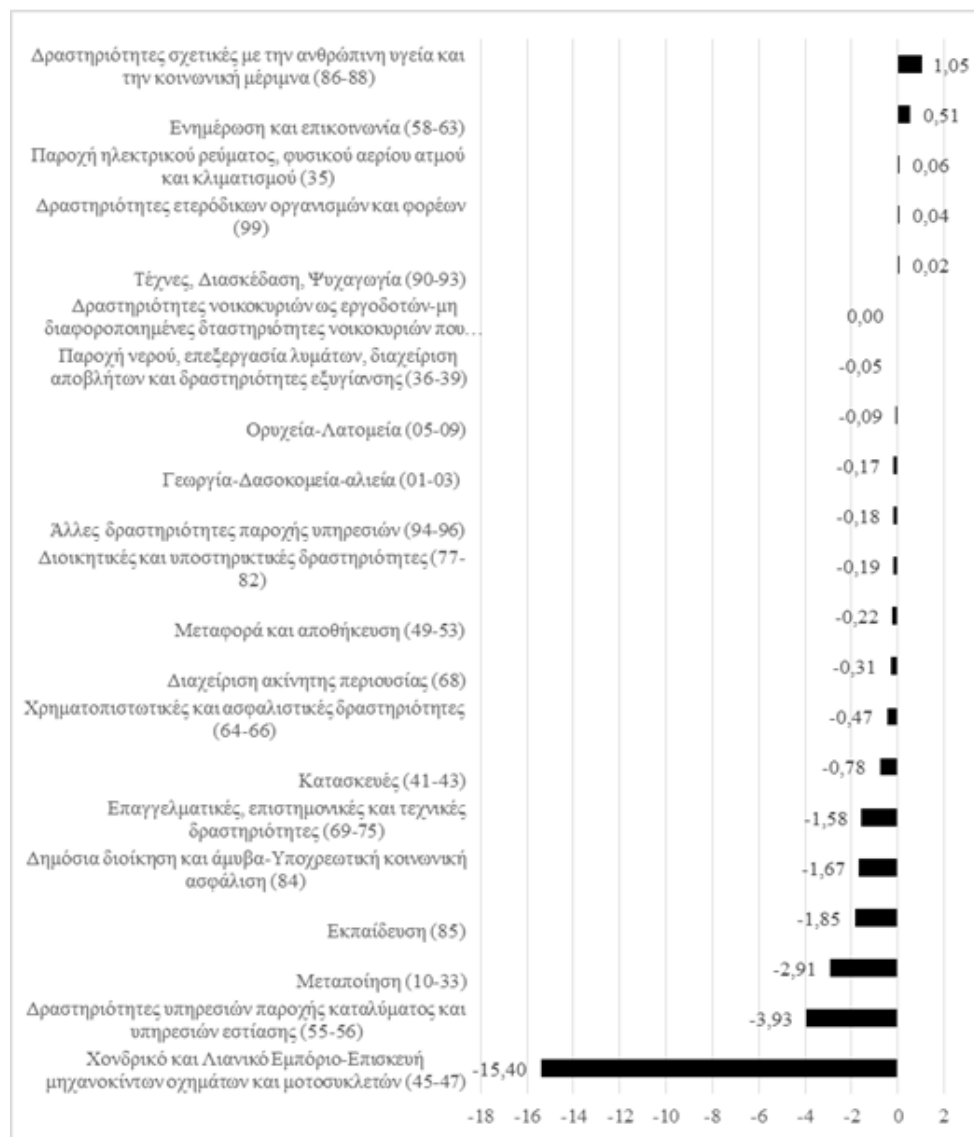 Δραστηριότητες σχετικές με την ανθρώπινη υγεία και
την κοινωνική μέριμνα (86-88)
1,05
Ενημέρωση και επικοινωνία (58-63)
0,51
Παροχή ηλεκτρικού ρεύματος, φυσικού αερίου ατμού
και κλιματισμού (35)
0,06
Δραστηριότητες ετερόδικων οργανισμών και φορέων
(99)
0,04
Τέχνες, Διασκέδαση, Ψυχαγωγία (90-93)
0,02
Δραστηριότητες νοικοκυριών ως εργοδοτών-μη
διαφοροποιημένες δταστηριότητες νοικοκυριών που…
0,00
Παροχή νερού, επεξεργασία λυμάτων, διαχείριση
αποβλήτων και δραστηριότητες εξυγίανσης (36-39)
-0,05
Ορυχεία-Λατομεία (05-09)
-0,09
Γεωργία-Δασοκομεία-αλιεία (01-03)
-0,17
Άλλες δραστηριότητες παροχής υπηρεσιών (94-96)
-0,18
Διοικητικές και υποστηρικτικές δραστηριότητες (77-
82)
-0,19
Μεταφορά και αποθήκευση (49-53)
-0,22
Διαχείριση ακίνητης περιουσίας (68)
-0,31
Χρηματοπιστωτικές και ασφαλιστικές δραστηριότητες
(64-66)
-0,47
Κατασκευές (41-43)
-0,78
Επαγγελματικές, επιστημονικές και τεχνικές
δραστηριότητες (69-75)
-1,58
Δημόσια διοίκηση και άμυβα-Υποχρεωτική κοινωνική
ασφάλιση (84)
-1,67
Εκπαίδευση (85)
-1,85
Μεταποίηση (10-33)
-2,91
Δραστηριότητες υπηρεσιών παροχής καταλύματος και
υπηρεσιών εστίασης (55-56)
-3,93
Χονδρικό και Λιανικό Εμπόριο-Επισκευή
μηχανοκίντων οχημάτων και μοτοσυκλετών (45-47)
-15,40
-18 -16 -14 -12 -10 -8 -6 -4 -2 0 2